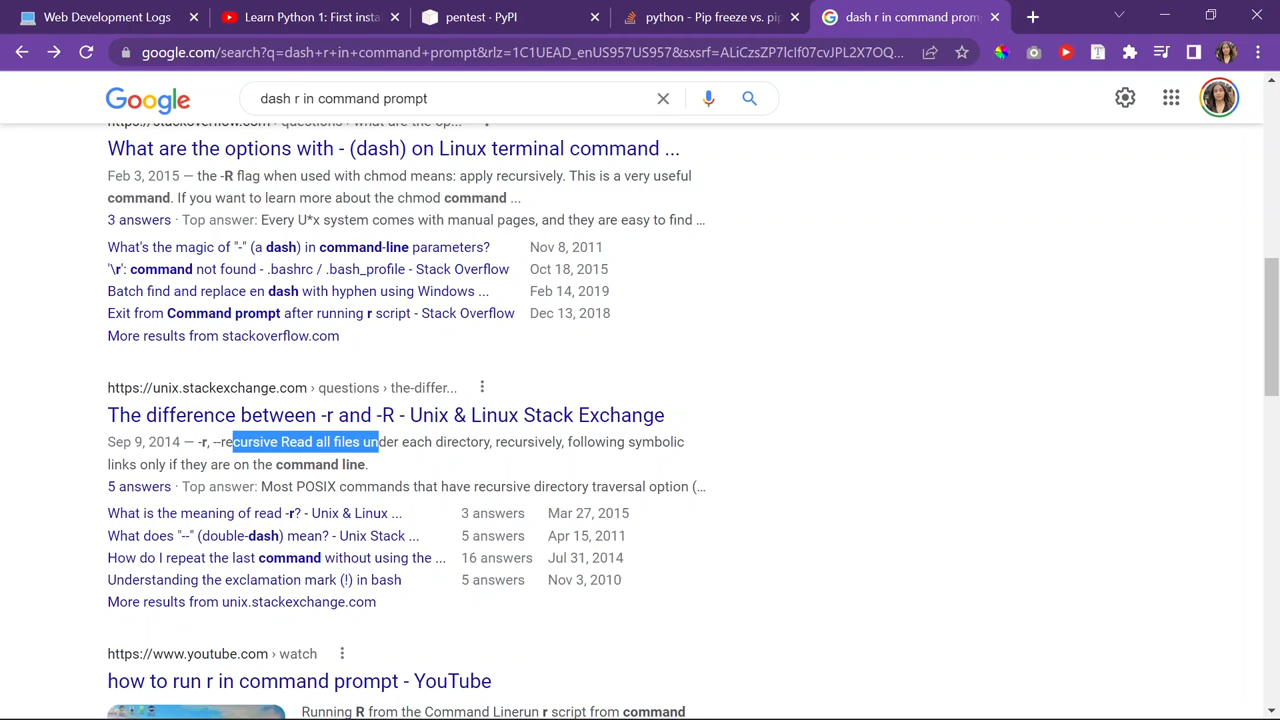 Web Development Logs
Learn Python 1: First insta
pentest · PyPI
python - Pip freeze vs. pip
dash r in command prom
google.com/search?q=dash+r+in+command+prompt&rlz=1C1UEAD_enUS957US957&sxsrf=ALiCzsZP7lcIf07cvJPL2X7OQ...
Google
dash r in command prompt
https://stackoverflow.com › questions › what-are-the-op...
What are the options with - (dash) on Linux terminal command ...
Feb 3, 2015 — the -R flag when used with chmod means: apply recursively. This is a very useful
command. If you want to learn more about the chmod command ...
3 answers · Top answer: Every U*x system comes with manual pages, and they are easy to find ...
What's the magic of "-" (a dash) in command-line parameters? Nov 8, 2011
'\r': command not found - .bashrc / .bash_profile - Stack Overflow Oct 18, 2015
Batch find and replace en dash with hyphen using Windows ... Feb 14, 2019
Exit from Command prompt after running r script - Stack Overflow Dec 13, 2018
More results from stackoverflow.com
https://unix.stackexchange.com › questions › the-differ...
The difference between -r and -R - Unix & Linux Stack Exchange
Sep 9, 2014 — -r, --recursive Read all files under each directory, recursively, following symbolic
links only if they are on the command line.
5 answers · Top answer: Most POSIX commands that have recursive directory traversal option (...
What is the meaning of read -r? - Unix & Linux ... 3 answers Mar 27, 2015
What does "--" (double-dash) mean? - Unix Stack ... 5 answers Apr 15, 2011
How do I repeat the last command without using the ... 16 answers Jul 31, 2014
Understanding the exclamation mark (!) in bash 5 answers Nov 3, 2010
More results from unix.stackexchange.com
https://www.youtube.com › watch
how to run r in command prompt - YouTube
Running R from the Command Linerun r script from command